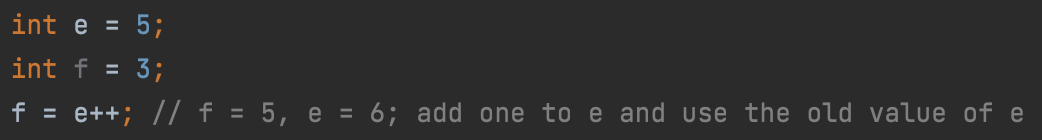 int e = 5;
int f = 3;
f = e++; // f = 5, e = 6; add one to e and use the old value of e